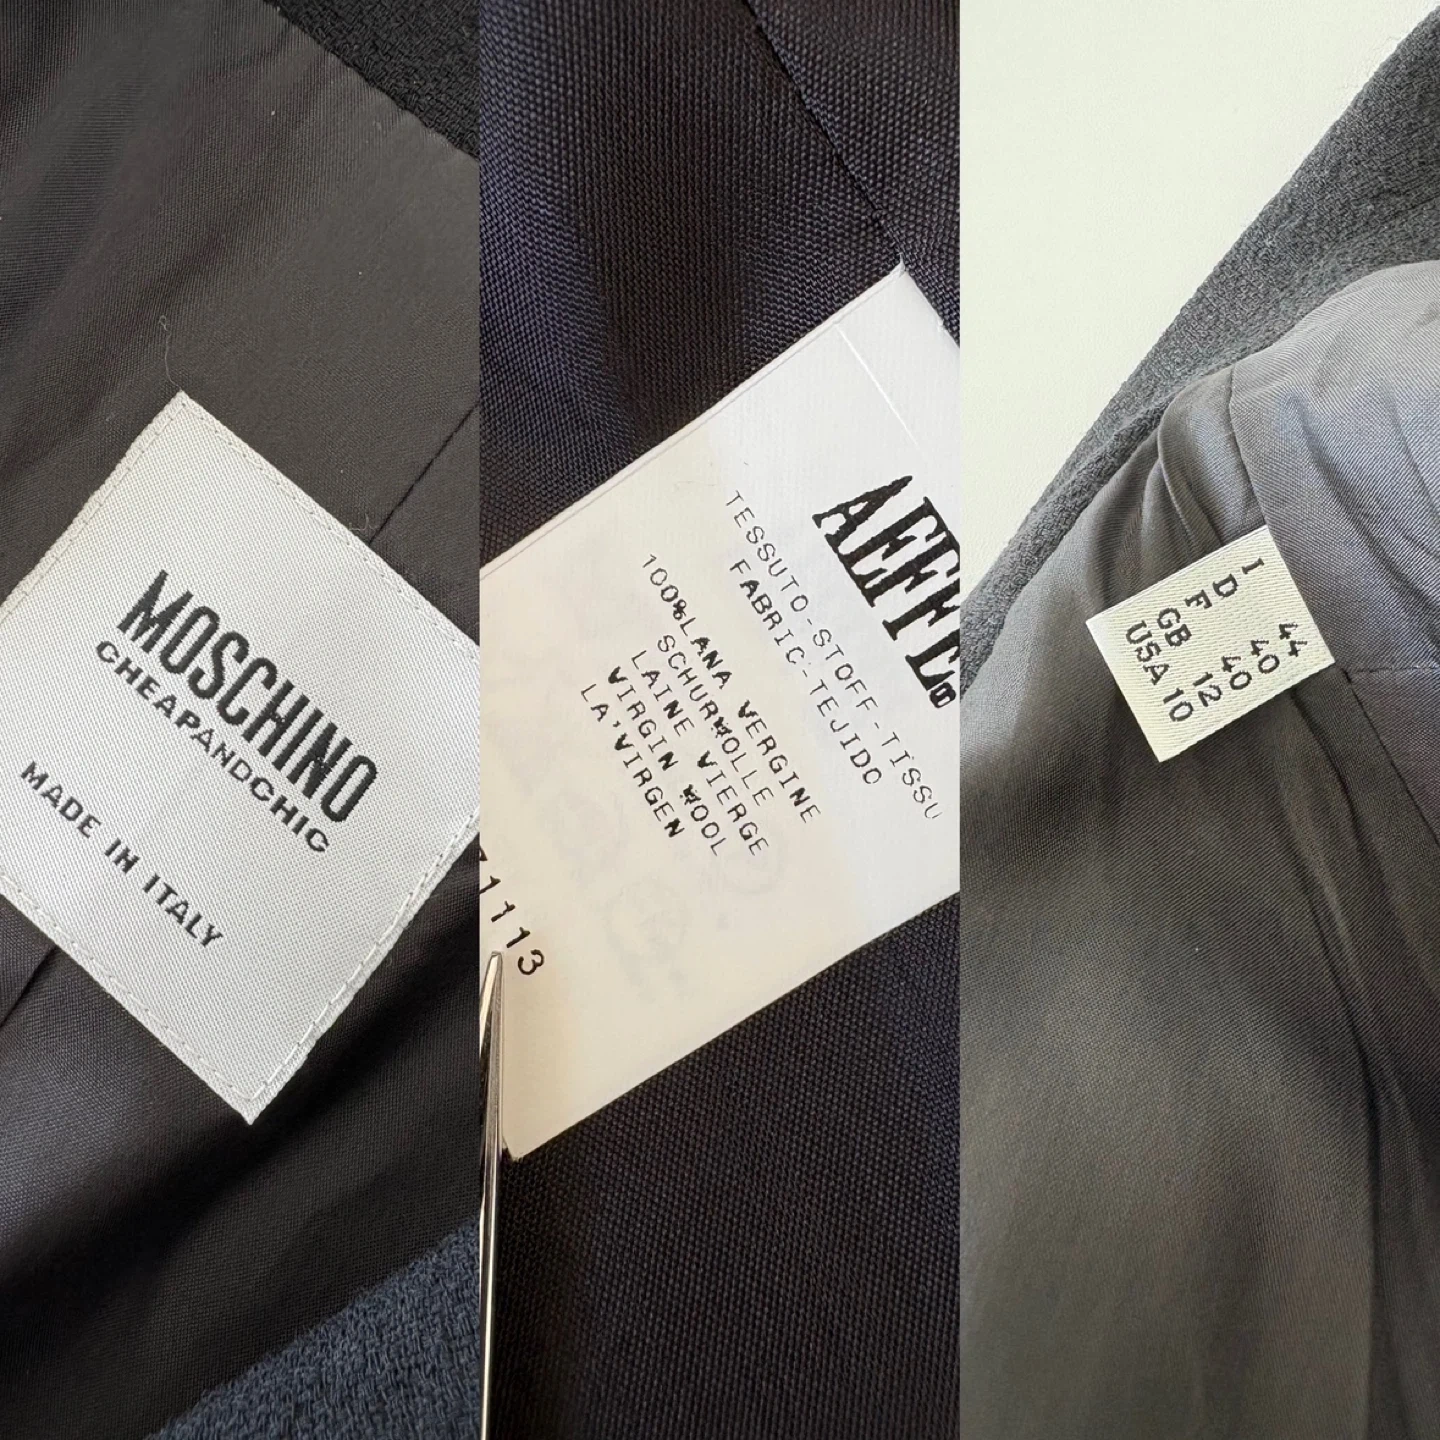 MOSCHINO
CHEAPANDCHIC
MADE IN ITALY
AEFFE
TESSUTO-STOFF-TISSU
FABRIC-TEJIDO
100%LANA VERGINE
SCHURWOLLE
LAINE VIERGE
VIRGIN WOOL
LA'VIRGEN
1113
I 44
D 40
F 40
GB 12
USA 10